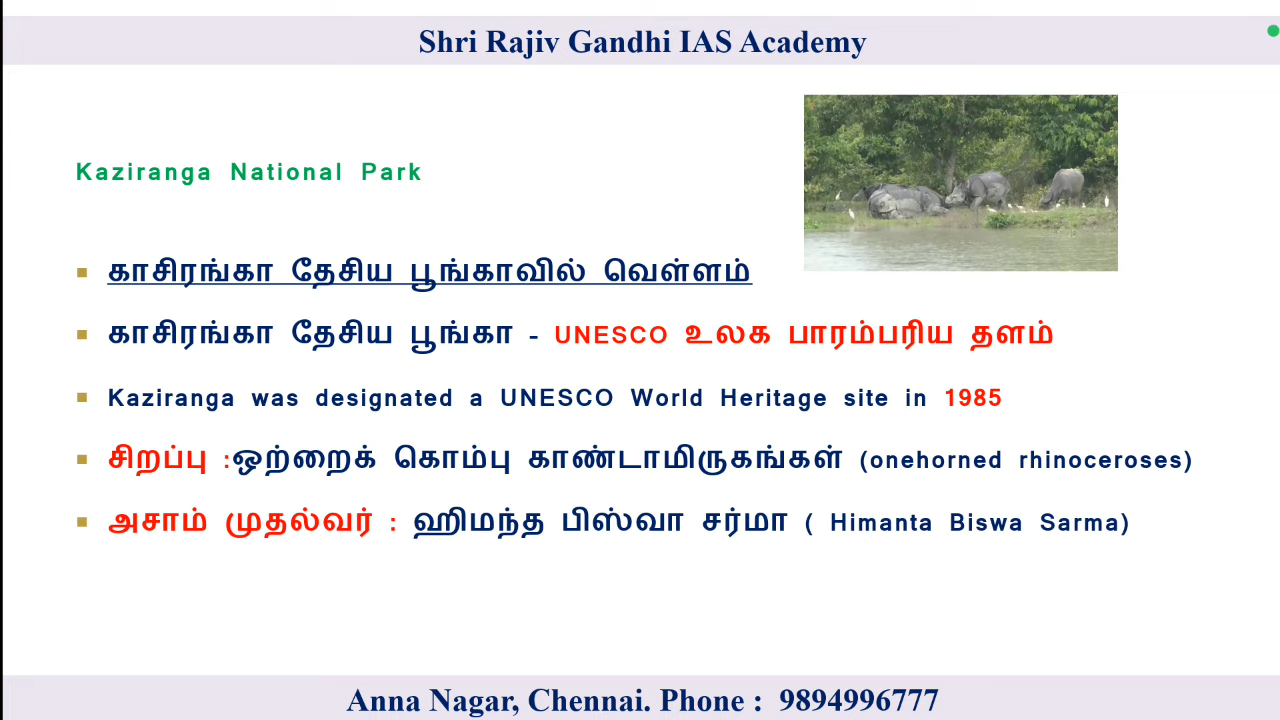 Shri Rajiv Gandhi IAS Academy
Kaziranga National Park
காசிரங்கா தேசிய பூங்காவில் வெள்ளம்
காசிரங்கா தேசிய பூங்கா - UNESCO உலக பாரம்பரிய தளம்
Kaziranga was designated a UNESCO World Heritage site in 1985
சிறப்பு :ஒற்றைக் கொம்பு காண்டாமிருகங்கள் (onehorned rhinoceroses)
அசாம் முதல்வர் : ஹிமந்த பிஸ்வா சர்மா ( Himanta Biswa Sarma)
Anna Nagar, Chennai. Phone : 9894996777